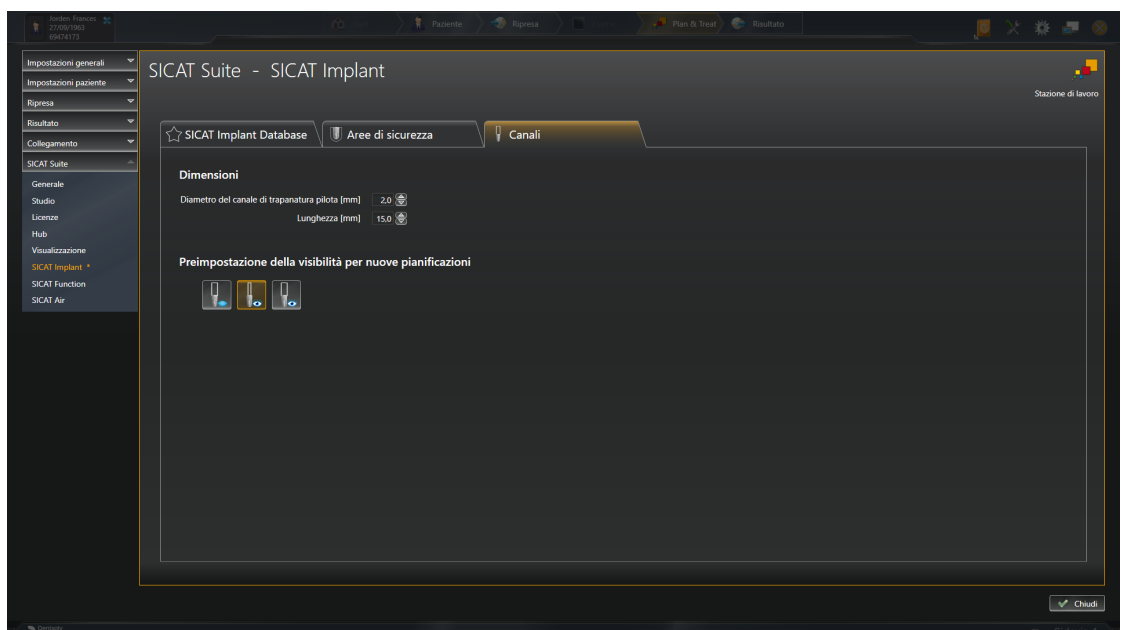 Jorden Frances
27/09/1963
69474173
Paziente
Ripresa
Plan & Treat
Risultato
Impostazioni generali
Impostazioni paziente
Ripresa
Risultato
Collegamento
SICAT Suite
Generale
Studio
Licenze
Hub
Visualizzazione
SICAT Implant *
SICAT Function
SICAT Air
SICAT Suite - SICAT Implant
Stazione di lavoro
SICAT Implant Database
Aree di sicurezza
Canali
Dimensioni
Diametro del canale di trapanatura pilota [mm] 2,0
Lunghezza [mm] 15,0
Preimpostazione della visibilità per nuove pianificazioni
Chiudi